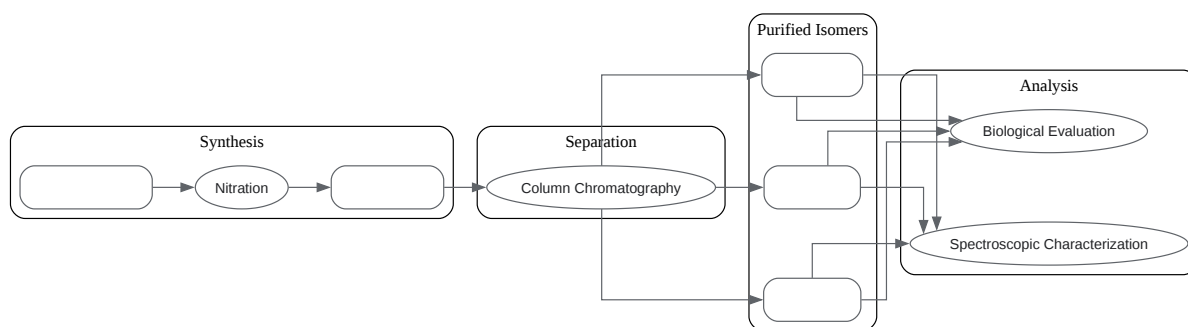 Purified Isomers
Synthesis
Separation
Analysis
Nitration
Column Chromatography
Biological Evaluation
Spectroscopic Characterization